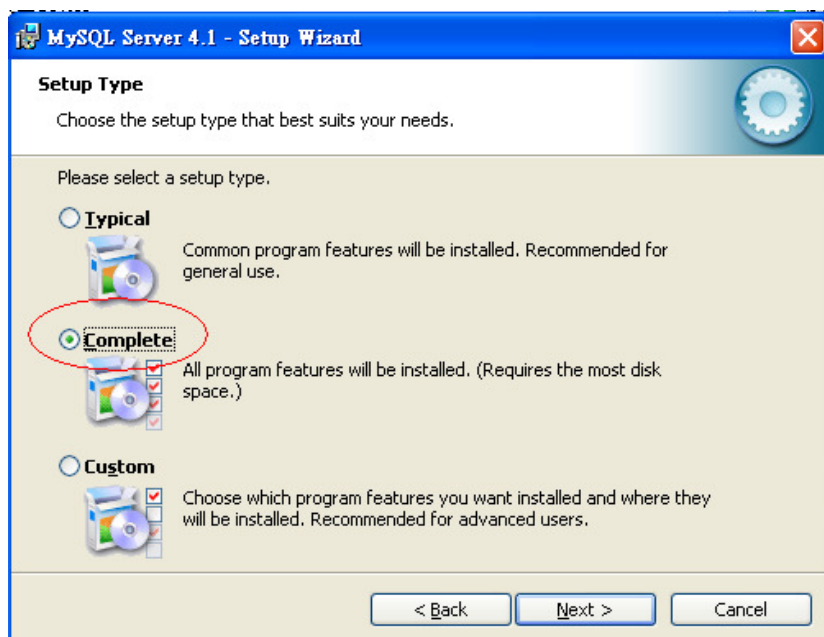 MySQL Server 4.1 - Setup Wizard
Setup Type
Choose the setup type that best suits your needs.
Please select a setup type.
Typical
Common program features will be installed. Recommended for
general use.
Complete
All program features will be installed. (Requires the most disk
space.)
Custom
Choose which program features you want installed and where they
will be installed. Recommended for advanced users.
< Back
Next >
Cancel